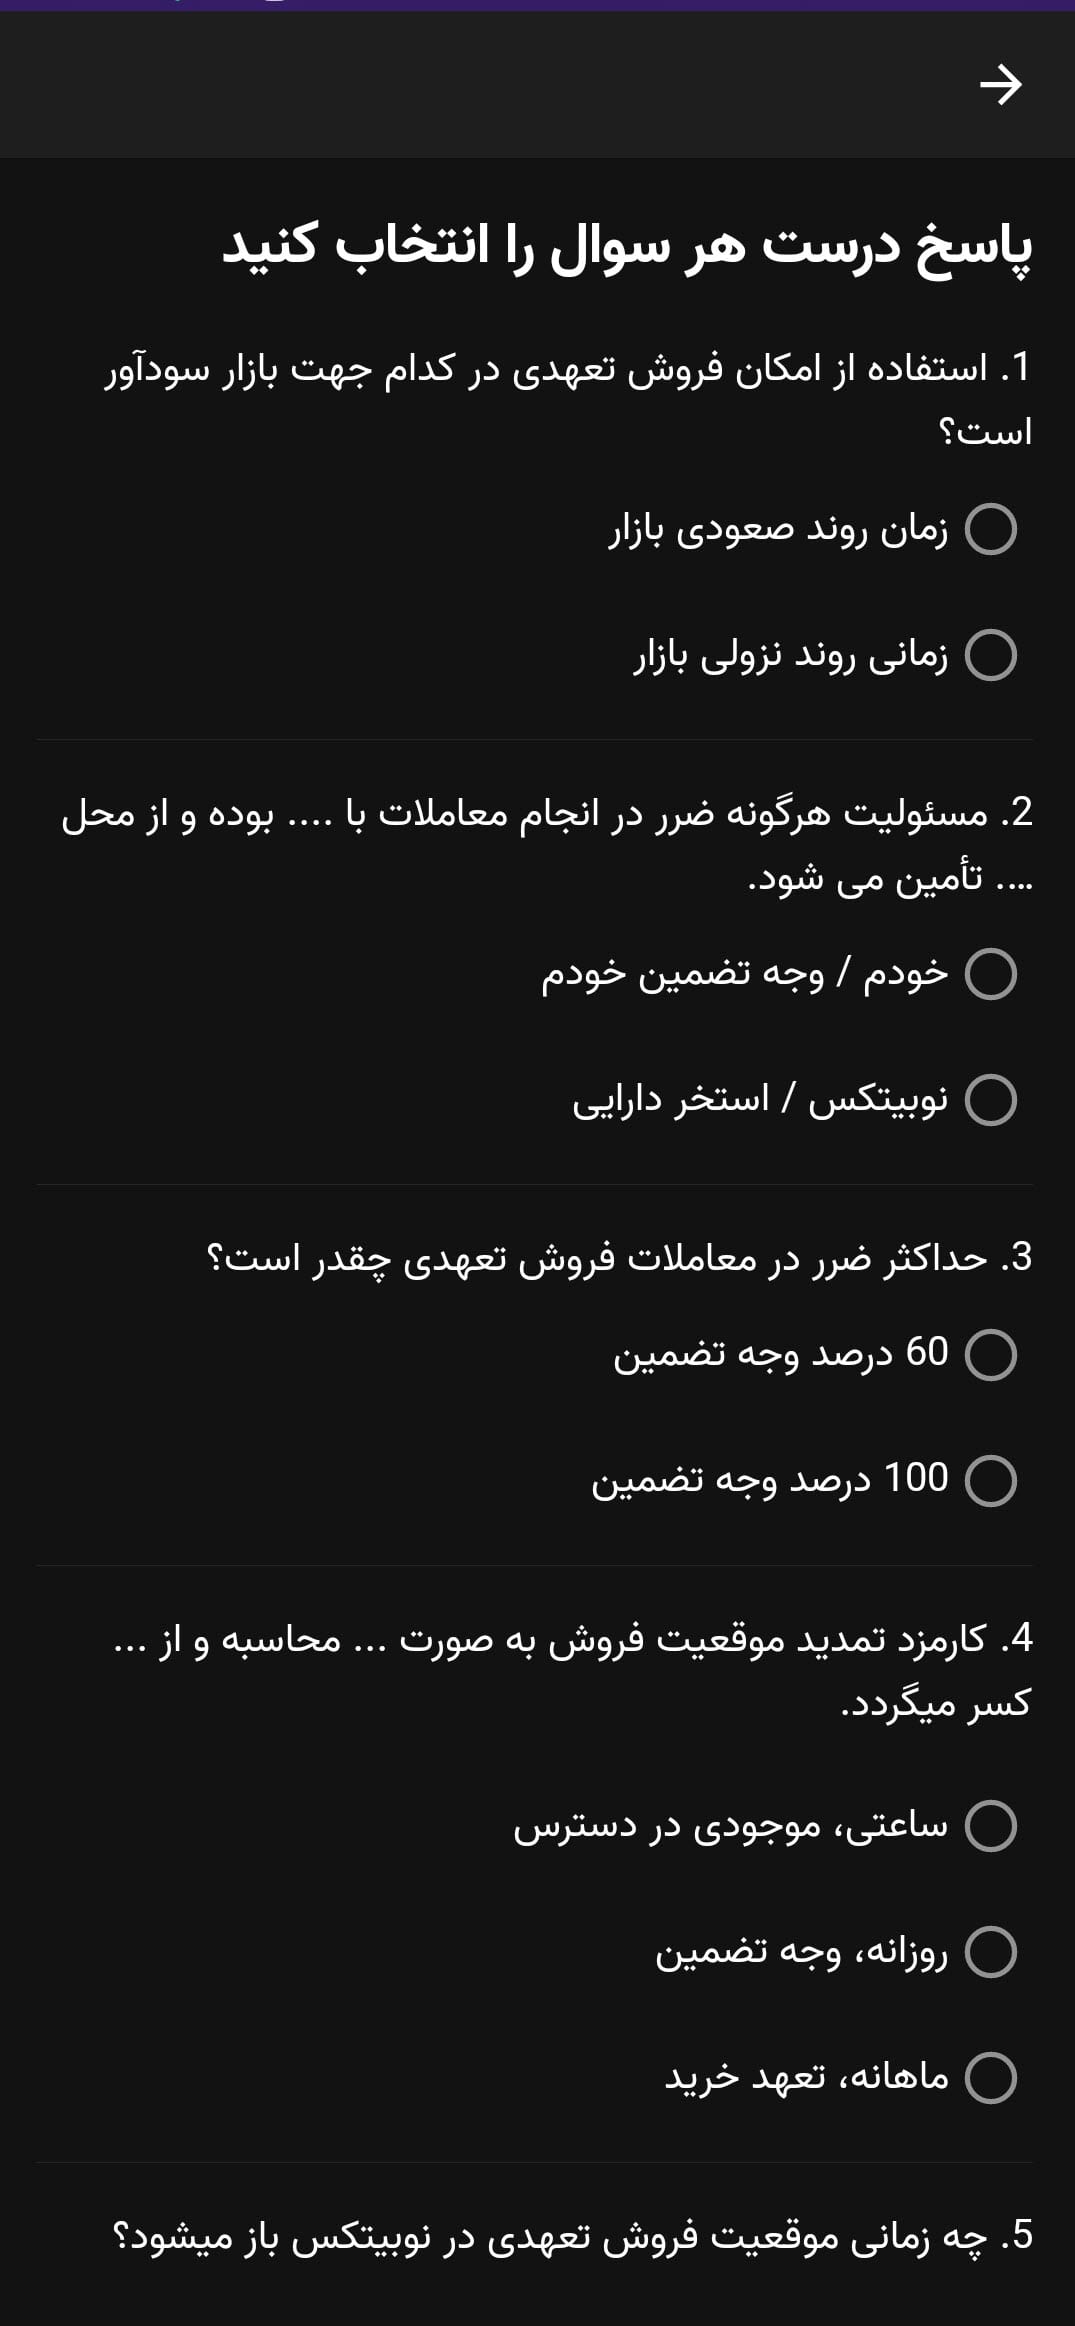 پاسخ درست هر سوال را انتخاب کنید
1. استفاده از امکان فروش تعهدی در کدام جهت بازار سودآور
است؟
زمان روند صعودی بازار
زمانی روند نزولی بازار
2. مسئولیت هرگونه ضرر در انجام معاملات با .... بوده و از محل
.... تأمین می شود.
خودم / وجه تضمین خودم
نوبیتکس / استخر دارایی
3. حداکثر ضرر در معاملات فروش تعهدی چقدر است؟
60 درصد وجه تضمین
100 درصد وجه تضمین
4. کارمزد تمدید موقعیت فروش به صورت ... محاسبه و از ...
کسر میگردد.
ساعتی، موجودی در دسترس
روزانه، وجه تضمین
ماهانه، تعهد خرید
5. چه زمانی موقعیت فروش تعهدی در نوبیتکس باز میشود؟